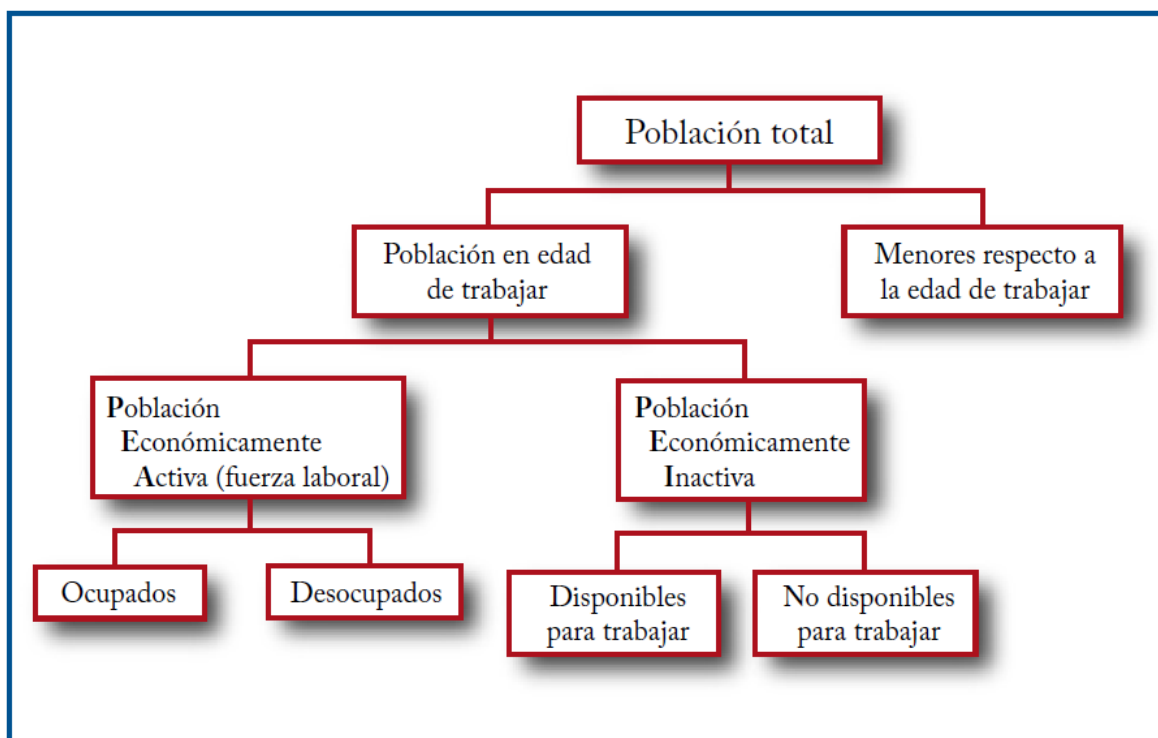 Población total
Población en edad
de trabajar
Menores respecto a
la edad de trabajar
Población
Económicamente
Activa (fuerza laboral)
Población
Económicamente
Inactiva
Ocupados
Desocupados
Disponibles
para trabajar
No disponibles
para trabajar